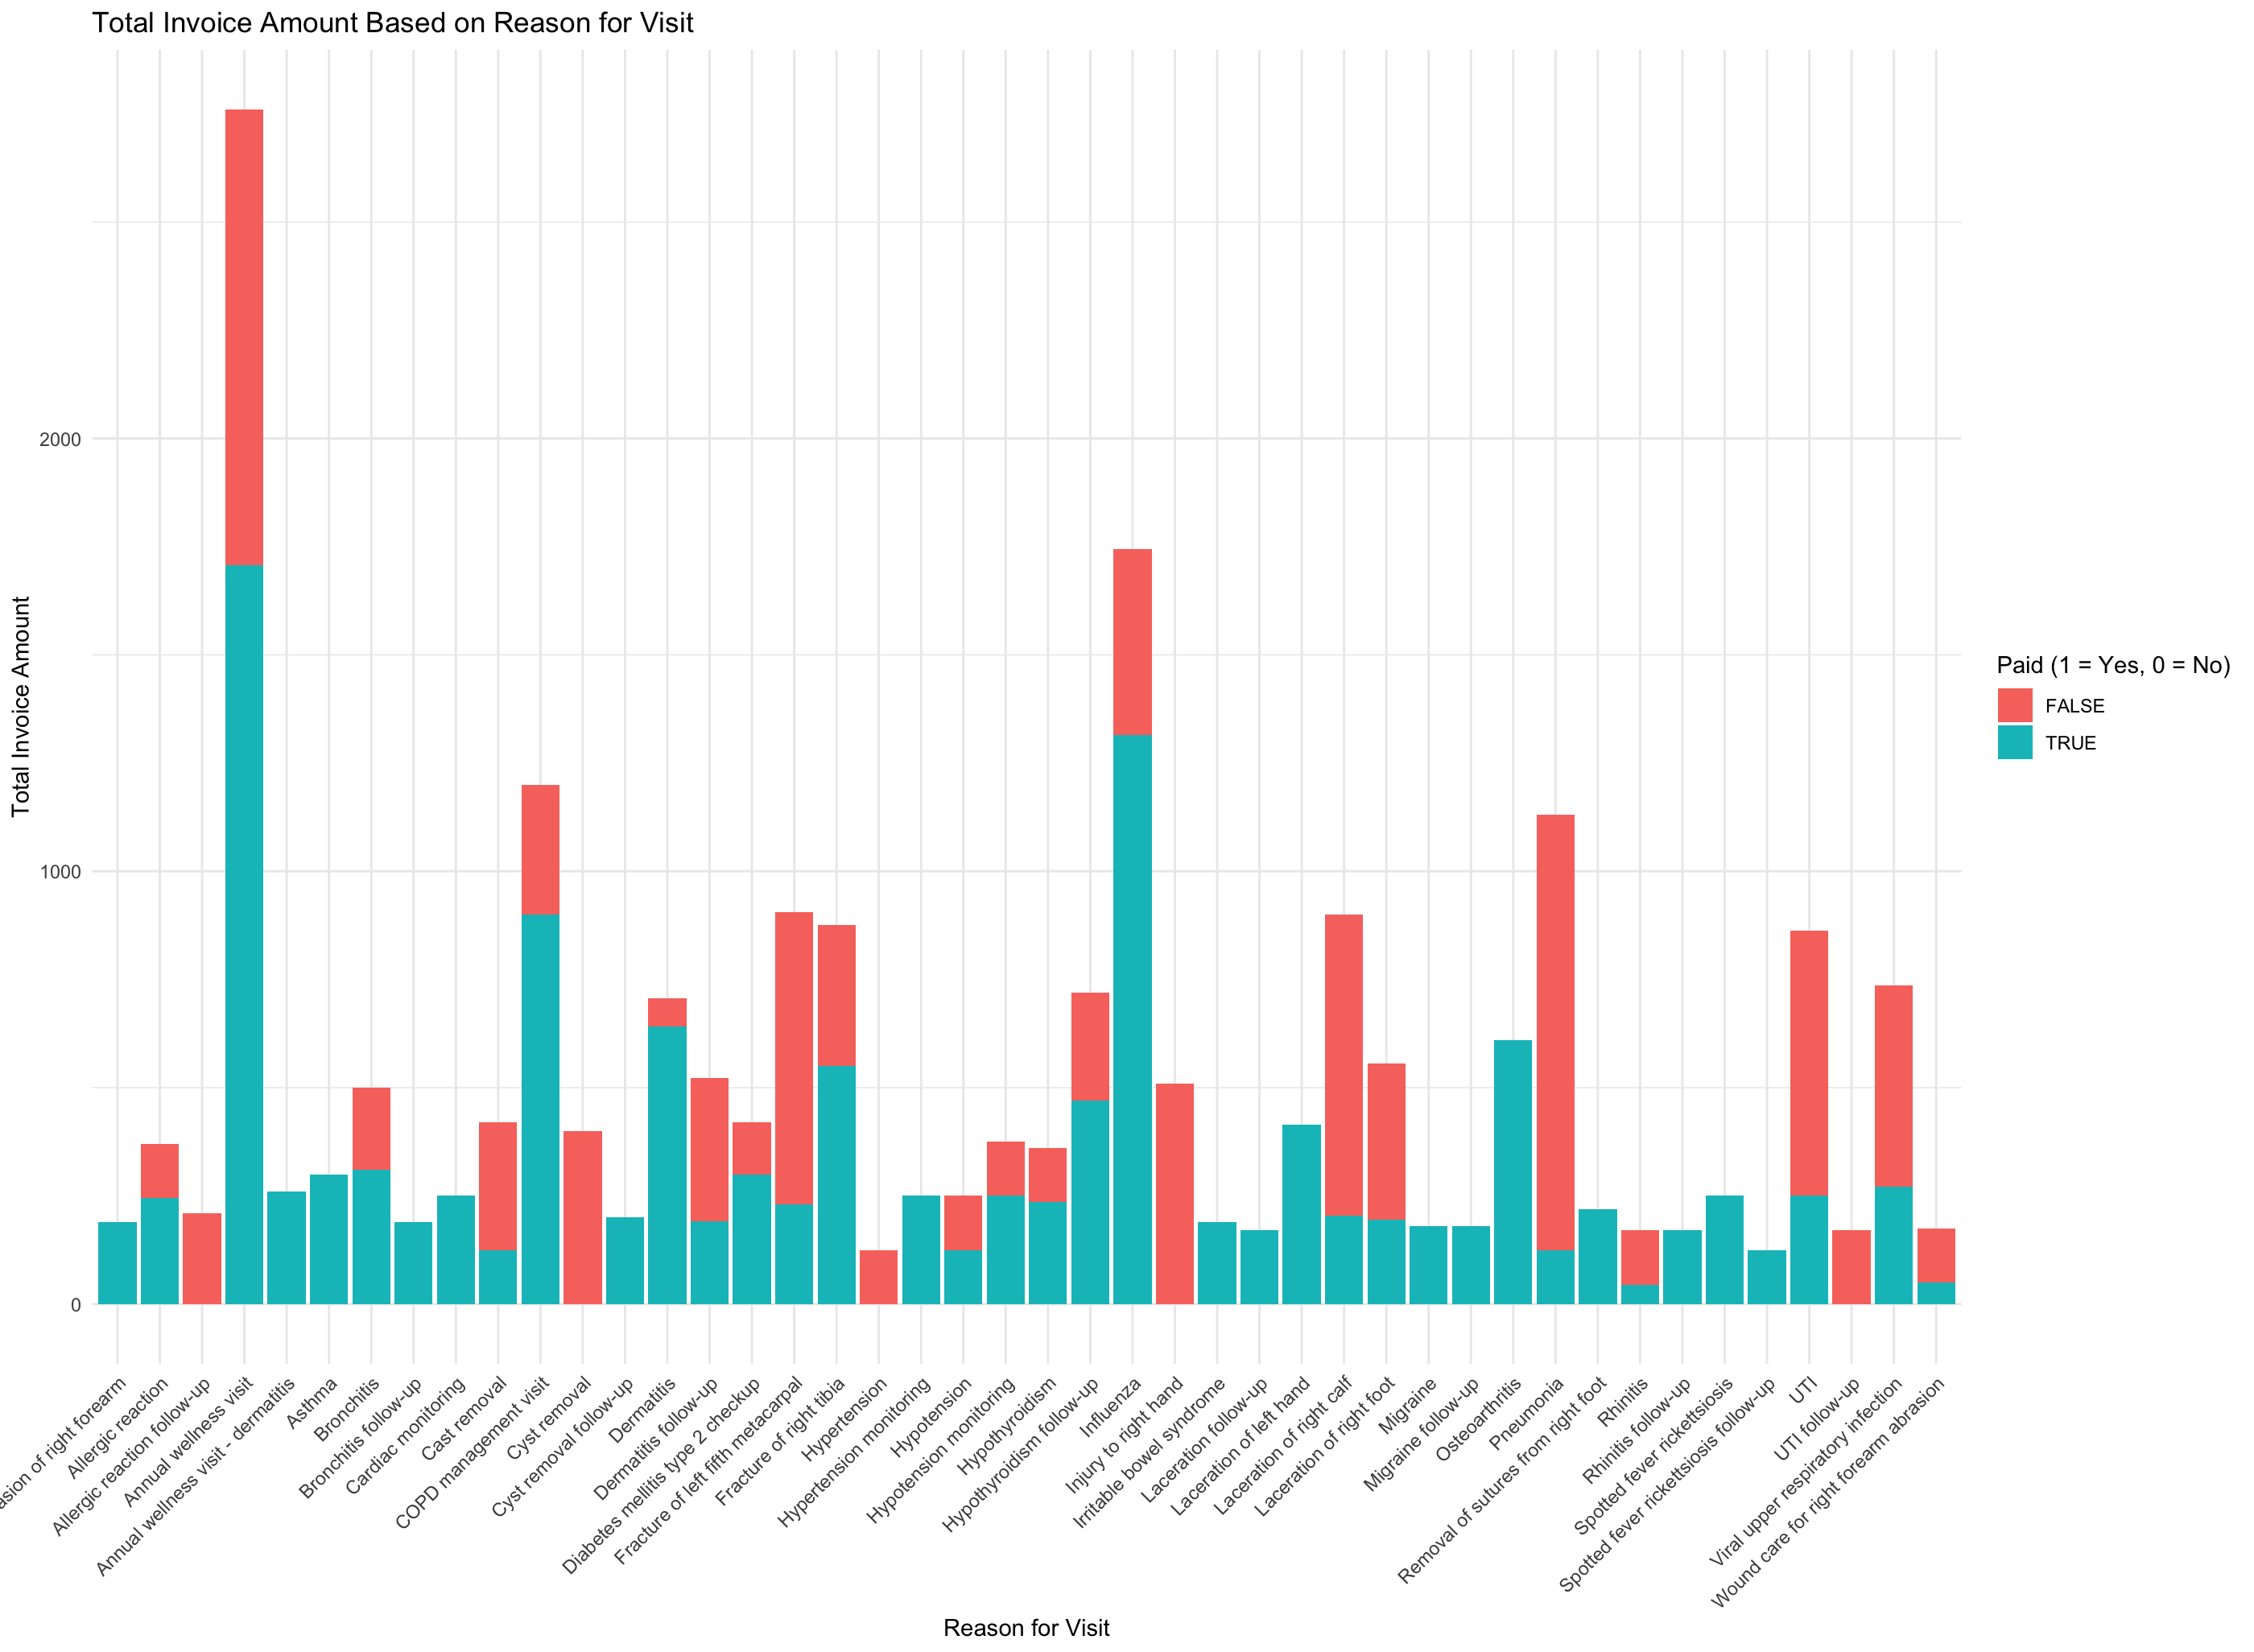 Total Invoice Amount Based on Reason for Visit
Total Invoice Amount
2000
1000
0
Paid (1 = Yes, 0 = No)
FALSE
TRUE
of right forearm
Allergic reaction
Allergic reaction follow-up
Annual wellness visit
Annual wellness visit - dermatitis
Asthma
Bronchitis
Bronchitis follow-up
Cardiac monitoring
Cast removal
COPD management visit
Cyst removal
Cyst removal follow-up
Dermatitis
Dermatitis follow-up
Diabetes mellitis type 2 checkup
Fracture of left fifth metacarpal
Fracture of right tibia
Hypertension
Hypertension monitoring
Hypotension
Hypotension monitoring
Hypothyroidism
Hypothyroidism follow-up
Influenza
Injury to right hand
Irritable bowel syndrome
Laceration follow-up
Laceration of left hand
Laceration of right calf
Laceration of right foot
Migraine
Migraine follow-up
Osteoarthritis
Pneumonia
Removal of sutures from right foot
Rhinitis
Rhinitis follow-up
Spotted fever rickettsiosis
Spotted fever rickettsiosis follow-up
UTI
UTI follow-up
Viral upper respiratory infection
Wound care for right forearm abrasion
Reason for Visit